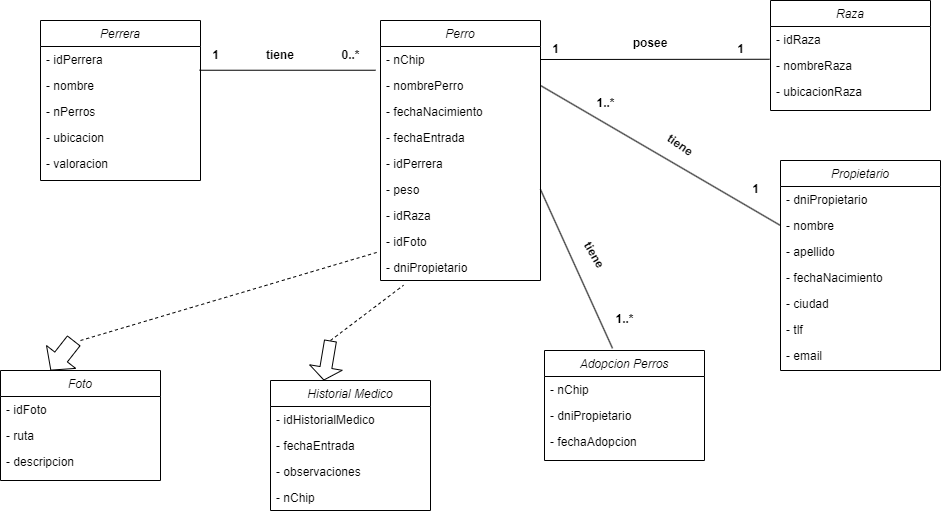 Perrera
- idPerrera
- nombre
- nPerros
- ubicacion
- valoracion
1
tiene
0..*
Perro
- nChip
- nombrePerro
- fechaNacimiento
- fechaEntrada
- idPerrera
- peso
- idRaza
- idFoto
- dniPropietario
1
posee
1
Raza
- idRaza
- nombreRaza
- ubicacionRaza
1..*
tiene
1
Propietario
- dniPropietario
- nombre
- apellido
- fechaNacimiento
- ciudad
- tlf
- email
tiene
1..*
Foto
- idFoto
- ruta
- descripcion
Historial Medico
- idHistorialMedico
- fechaEntrada
- observaciones
- nChip
Adopcion Perros
- nChip
- dniPropietario
- fechaAdopcion